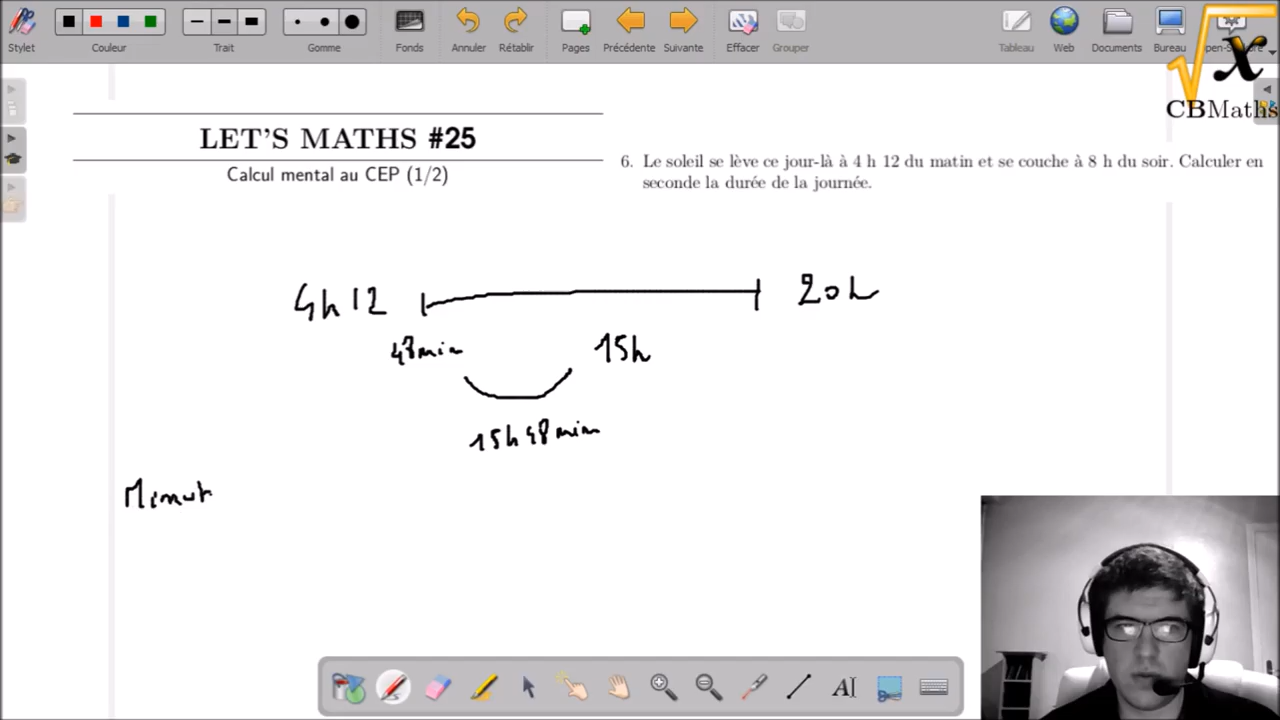 Stylet
Couleur
Trait
Gomme
Fonds
Annuler
Rétablir
Pages
Précédente
Suivante
Effacer
Grouper
Tableau
Web
Documents
Bureau
x
CBMaths
LET'S MATHS #25
Calcul mental au CEP (1/2)
6. Le soleil se lève ce jour-là à 4 h 12 du matin et se couche à 8 h du soir. Calculer en
seconde la durée de la journée.
4h12
20h
48min
15h
15h48min
Minut
AI